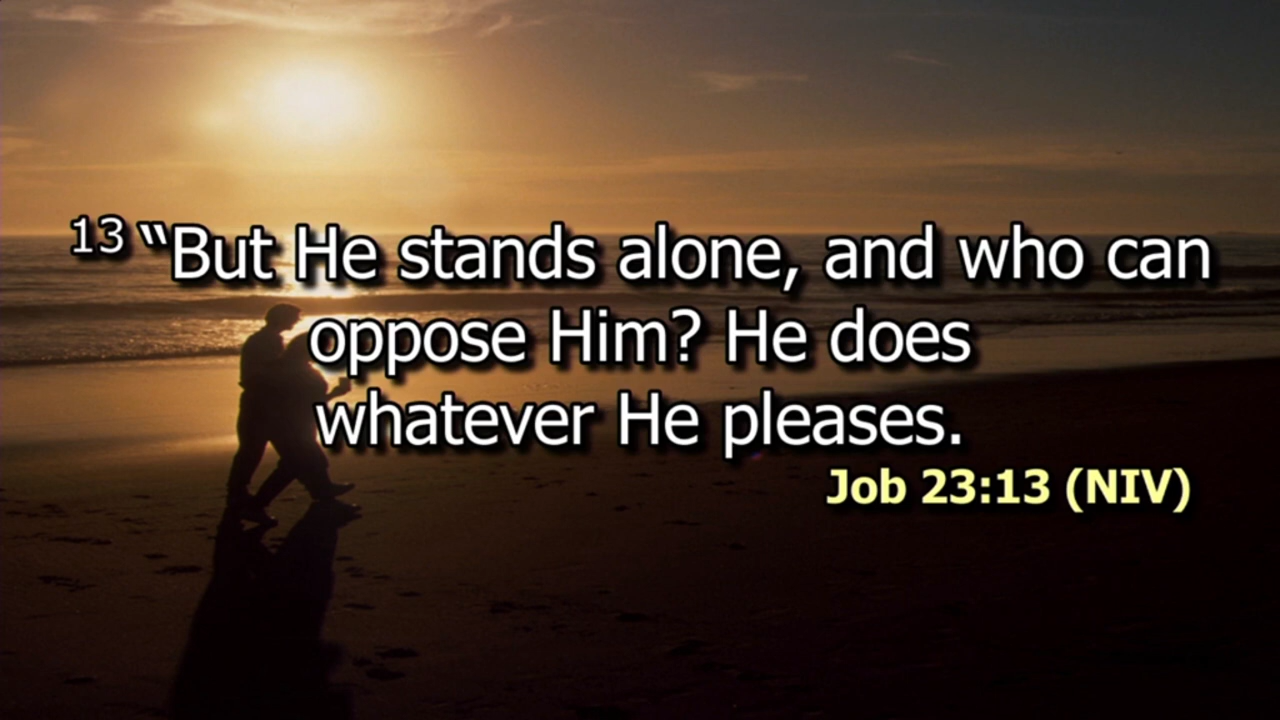 13 “But He stands alone, and who can
oppose Him? He does
whatever He pleases.
Job 23:13 (NIV)